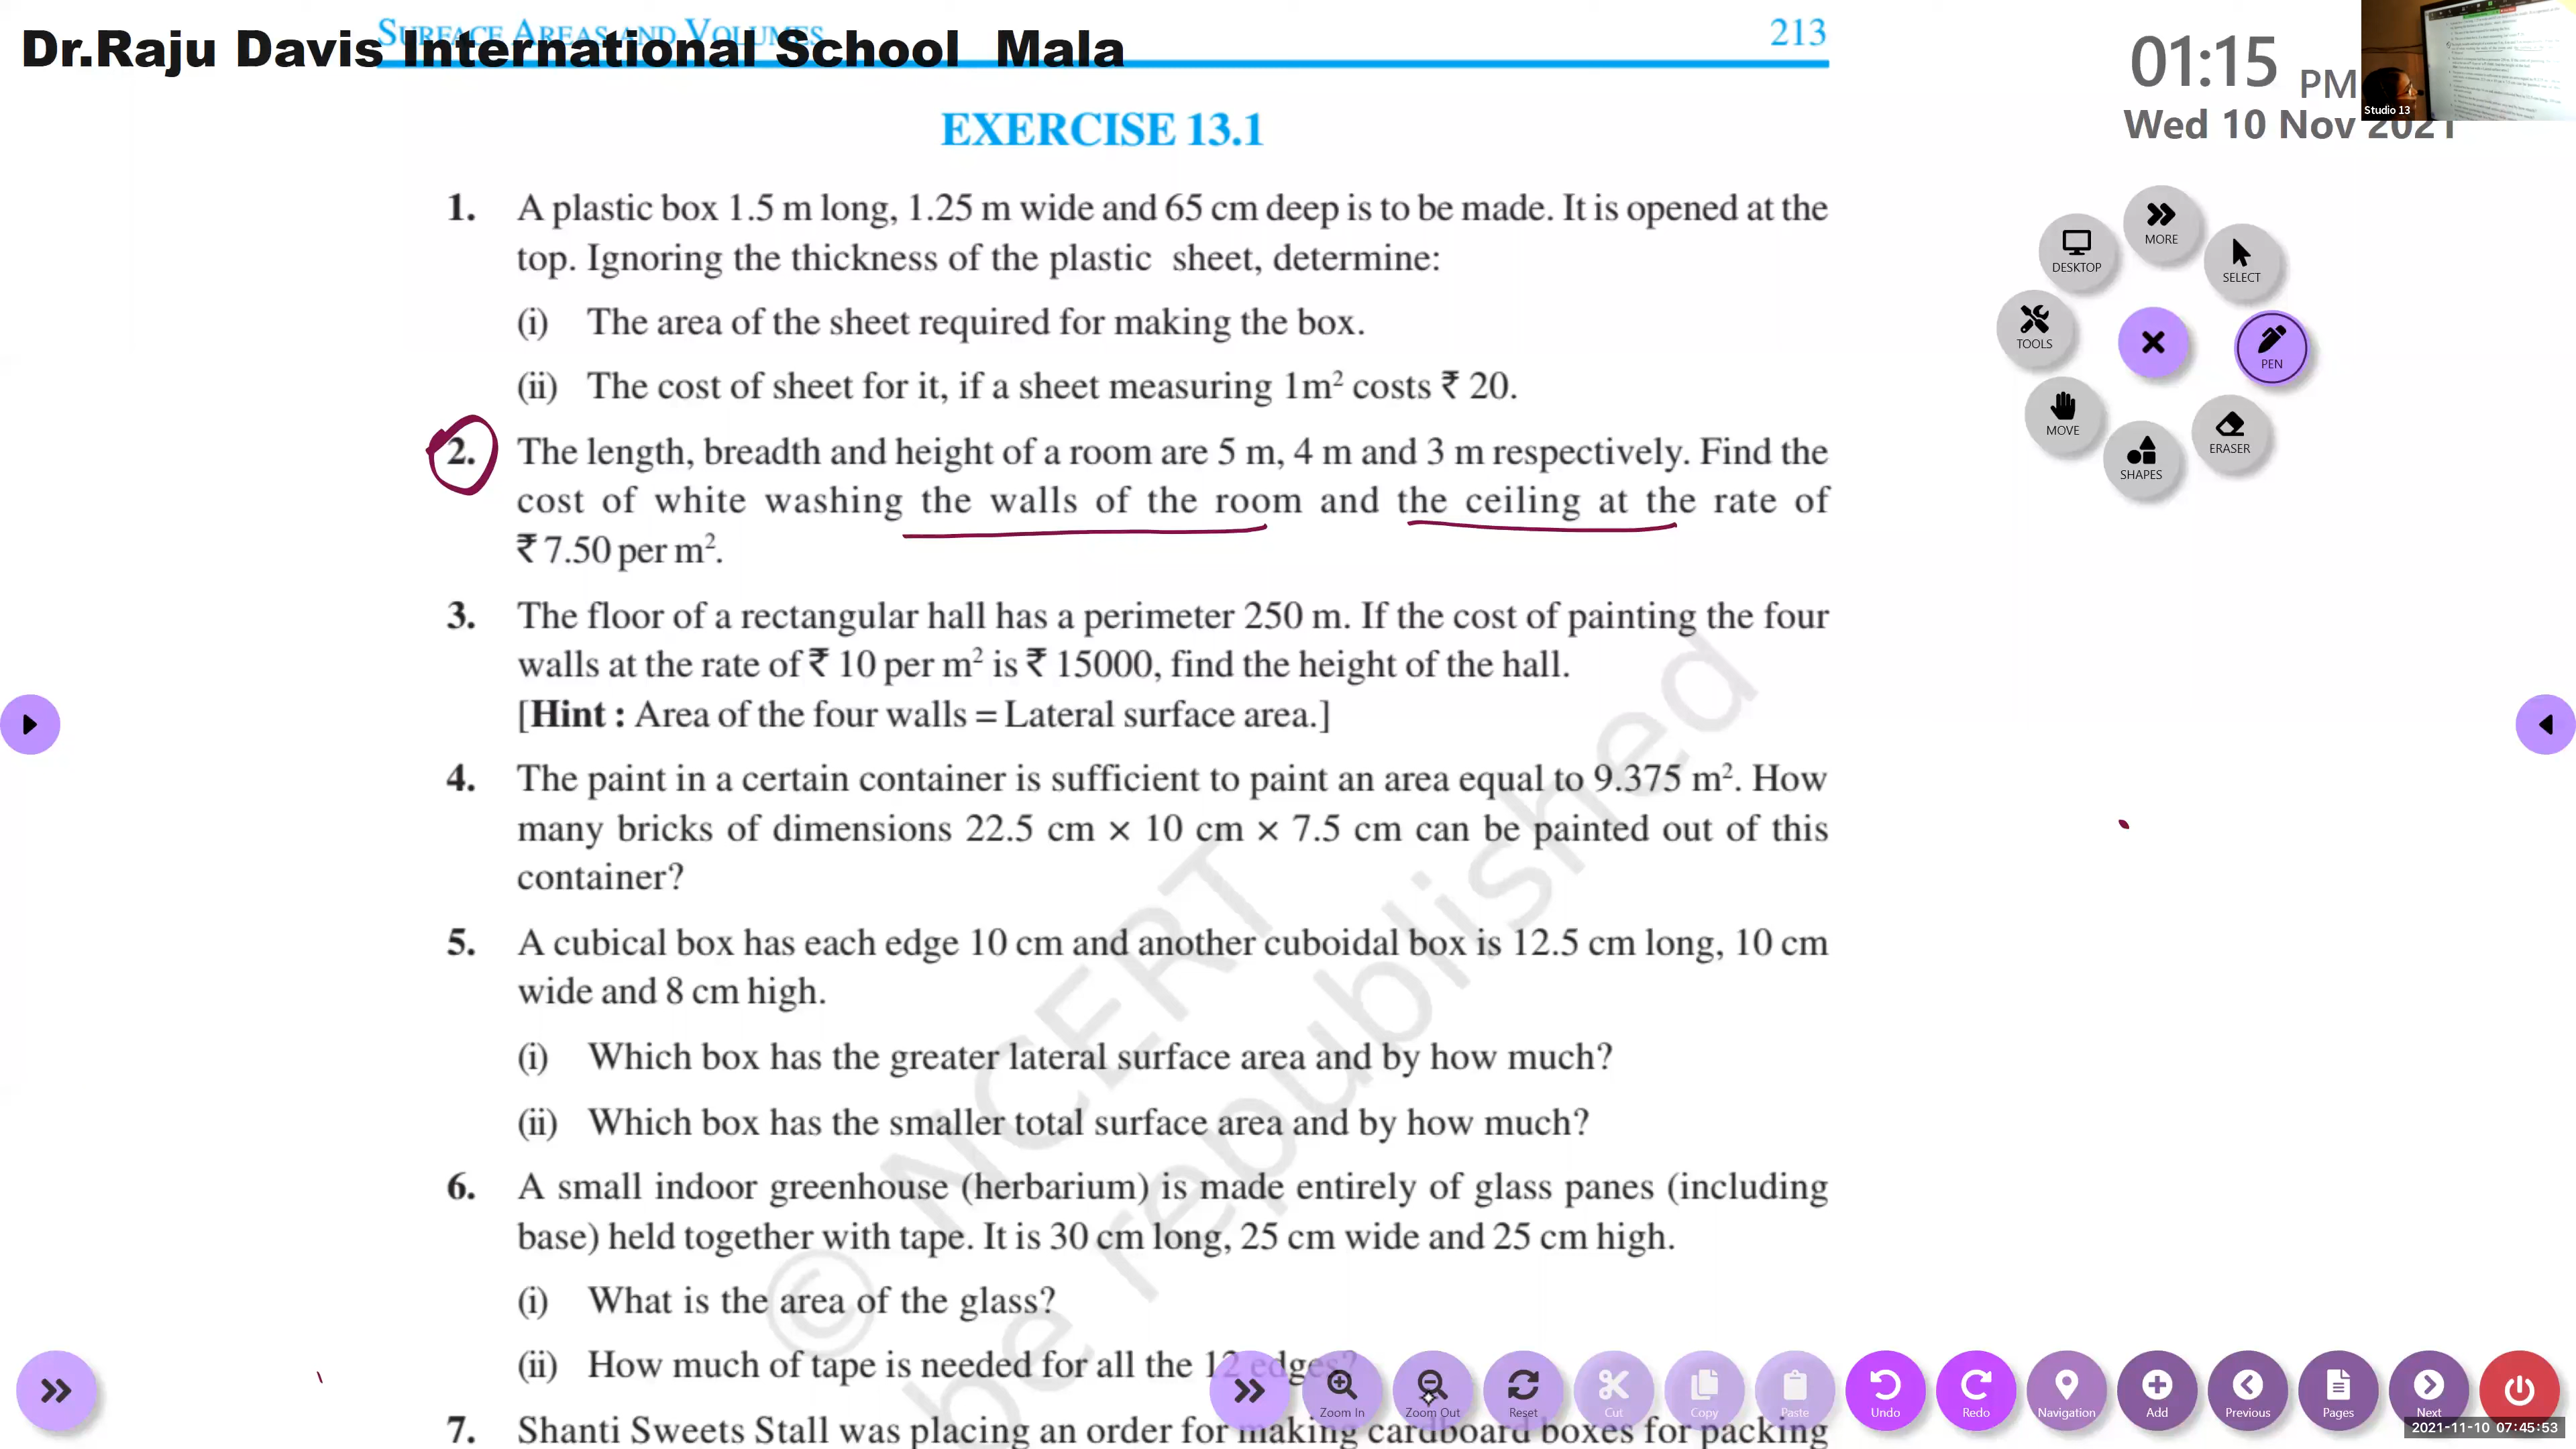 SURFACE AREAS AND VOLUMES 213
Dr.Raju Davis International School Mala
01:15 PM
Wed 10 Nov 2021
Studio 13
EXERCISE 13.1
1. A plastic box 1.5 m long, 1.25 m wide and 65 cm deep is to be made. It is opened at the
top. Ignoring the thickness of the plastic sheet, determine:
(i) The area of the sheet required for making the box.
(ii) The cost of sheet for it, if a sheet measuring 1m² costs ₹ 20.
2. The length, breadth and height of a room are 5 m, 4 m and 3 m respectively. Find the
cost of white washing the walls of the room and the ceiling at the rate of
₹ 7.50 per m².
3. The floor of a rectangular hall has a perimeter 250 m. If the cost of painting the four
walls at the rate of ₹ 10 per m² is ₹ 15000, find the height of the hall.
[Hint : Area of the four walls = Lateral surface area.]
4. The paint in a certain container is sufficient to paint an area equal to 9.375 m². How
many bricks of dimensions 22.5 cm × 10 cm × 7.5 cm can be painted out of this
container?
5. A cubical box has each edge 10 cm and another cuboidal box is 12.5 cm long, 10 cm
wide and 8 cm high.
(i) Which box has the greater lateral surface area and by how much?
(ii) Which box has the smaller total surface area and by how much?
6. A small indoor greenhouse (herbarium) is made entirely of glass panes (including
base) held together with tape. It is 30 cm long, 25 cm wide and 25 cm high.
(i) What is the area of the glass?
(ii) How much of tape is needed for all the 12 edges?
7. Shanti Sweets Stall was placing an order for making cardboard boxes for packing
© NCERT
be republished
MORE
DESKTOP
SELECT
TOOLS
PEN
MOVE
ERASER
SHAPES
Zoom In
Zoom Out
Reset
Cut
Copy
Paste
Undo
Redo
Navigation
Add
Previous
Pages
Next
2021-11-10 07:45:53